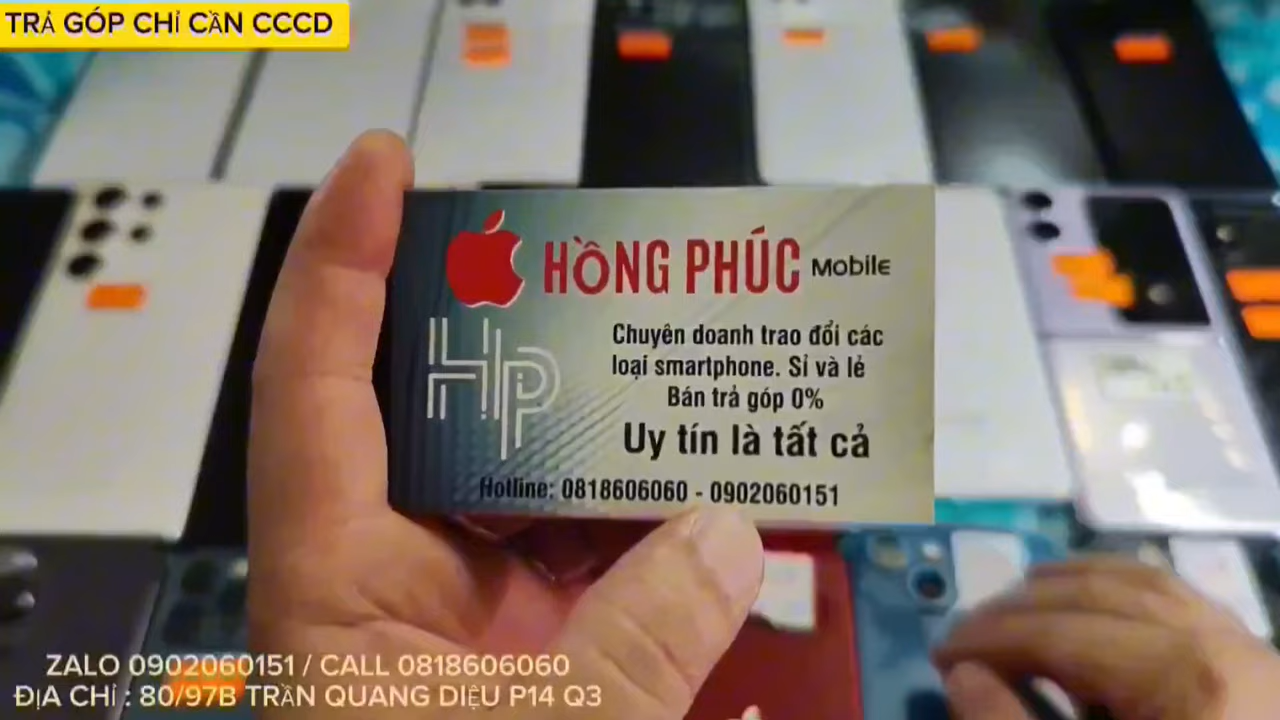 TRẢ GÓP CHỈ CẦN CCCD
HỒNG PHÚC Mobile
HP
Chuyên doanh trao đổi các
loại smartphone. Sỉ và lẻ
Bán trả góp 0%
Uy tín là tất cả
Hotline: 0818606060 - 0902060151
ZALO 0902060151 / CALL 0818606060
ĐỊA CHỈ : 80/97B TRẦN QUANG DIỆU P14 Q3